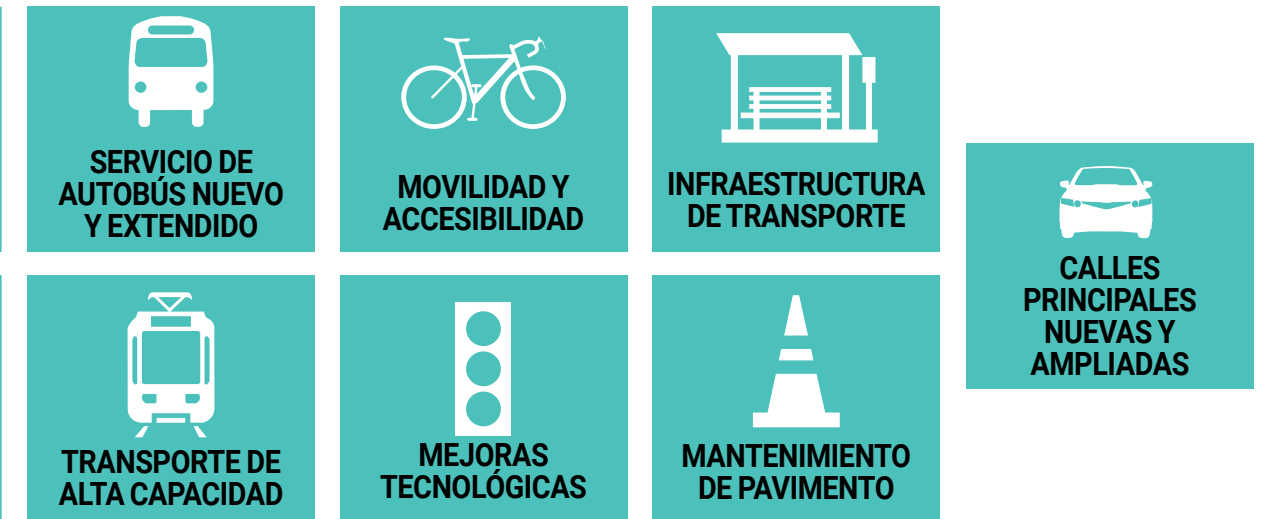 SERVICIO DE
AUTOBÚS NUEVO
Y EXTENDIDO
MOVILIDAD Y
ACCESIBILIDAD
INFRAESTRUCTURA
DE TRANSPORTE
CALLES
PRINCIPALES
NUEVAS Y
AMPLIADAS
TRANSPORTE DE
ALTA CAPACIDAD
MEJORAS
TECNOLÓGICAS
MANTENIMIENTO
DE PAVIMENTO